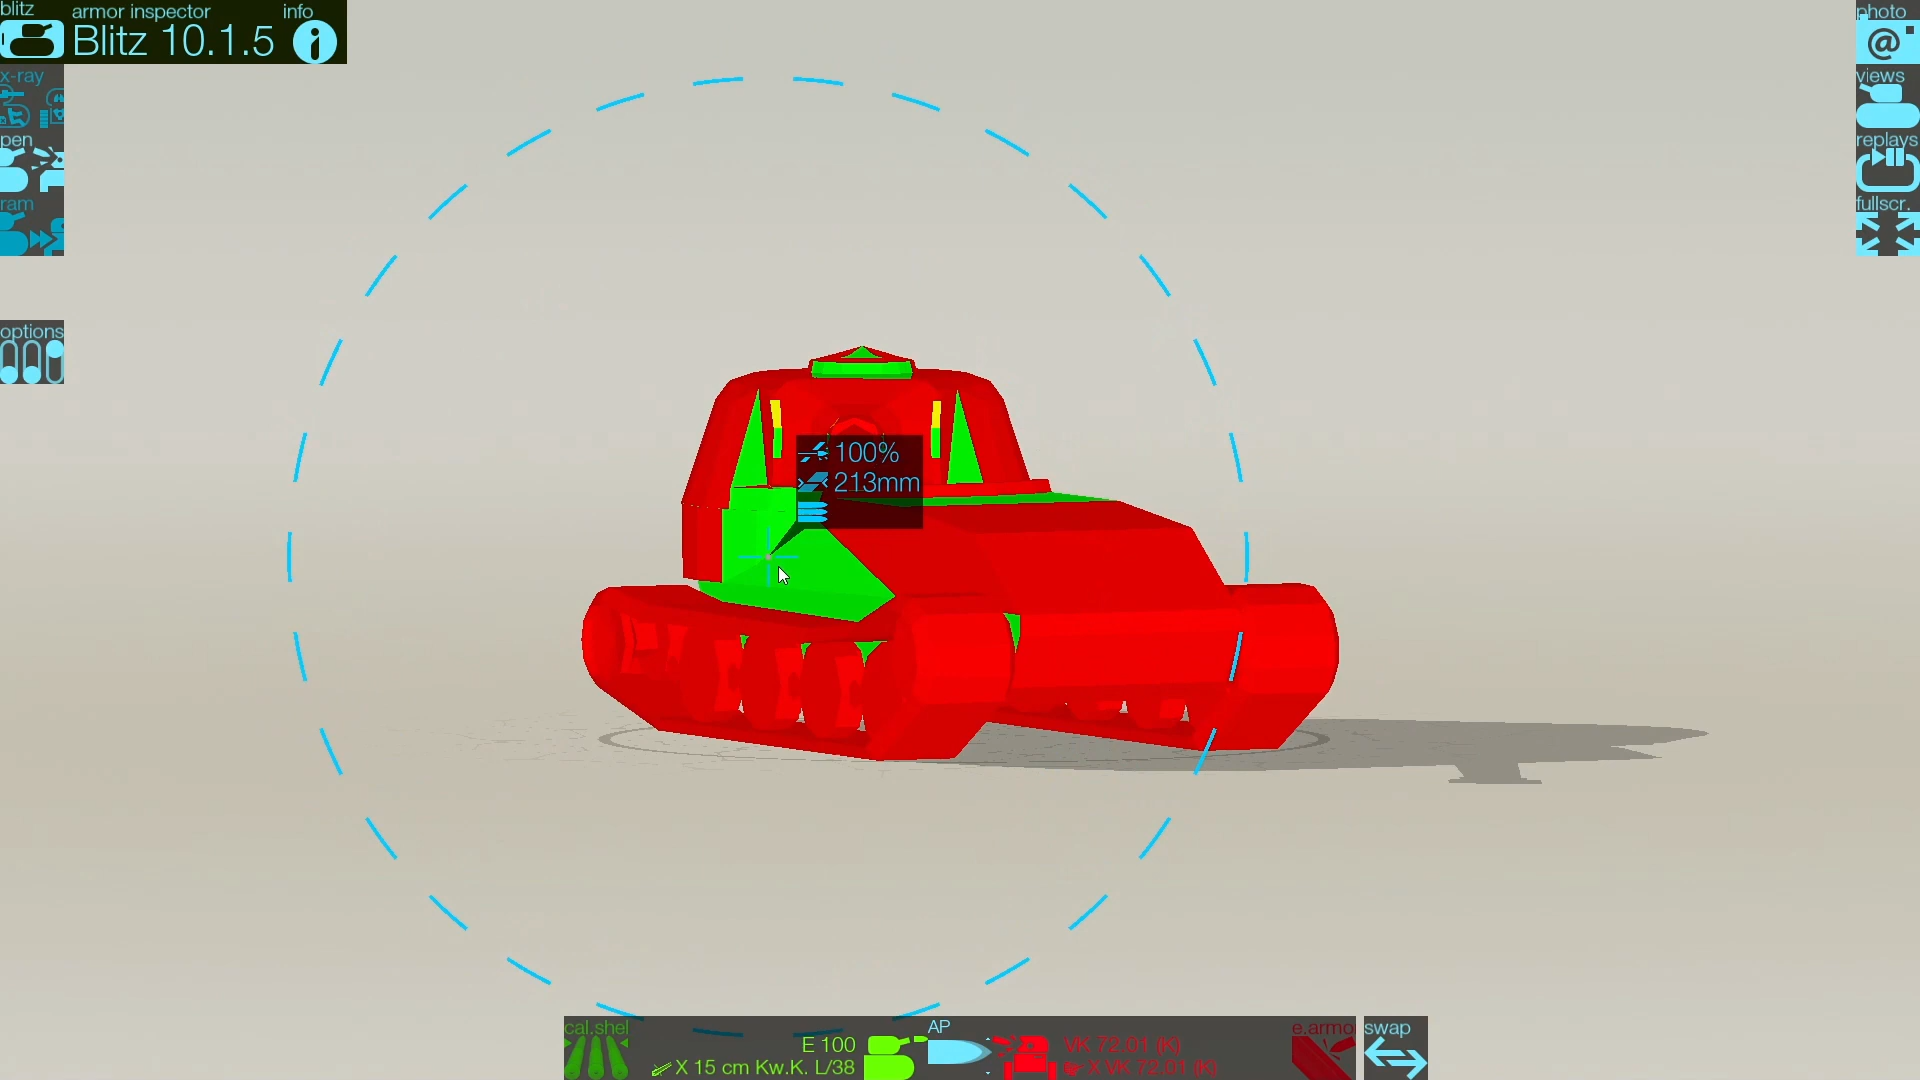 blitz
armor inspector
info
Blitz 10.1.5
x-ray
pen
ram
options
photo
views
replays
fullscr.
100%
213mm
cal.shel
E 100
X 15 cm Kw.K. L/38
AP
VK 72.01 (K)
X VK 72.01 (K)
e.armo
swap